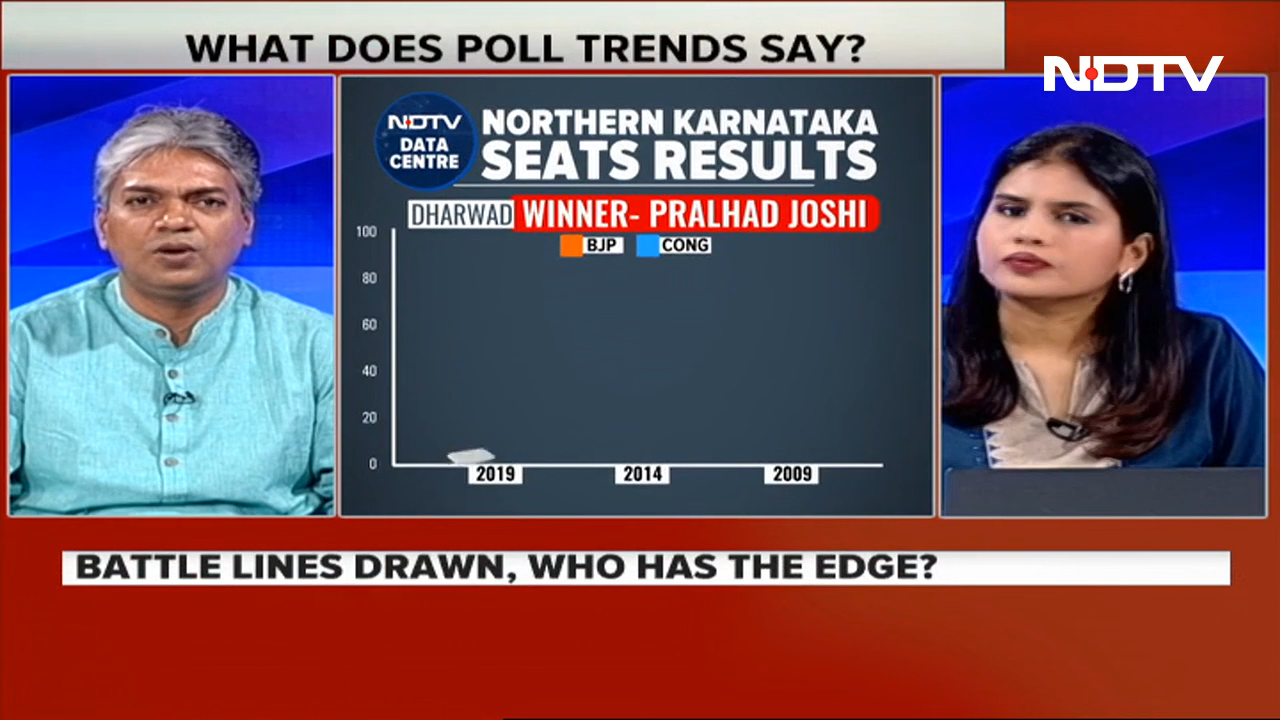 WHAT DOES POLL TRENDS SAY?
NDTV
NDTV
DATA
CENTRE
NORTHERN KARNATAKA
SEATS RESULTS
DHARWAD WINNER- PRALHAD JOSHI
BJP CONG
100
80
60
40
20
0
2019 2014 2009
BATTLE LINES DRAWN, WHO HAS THE EDGE?